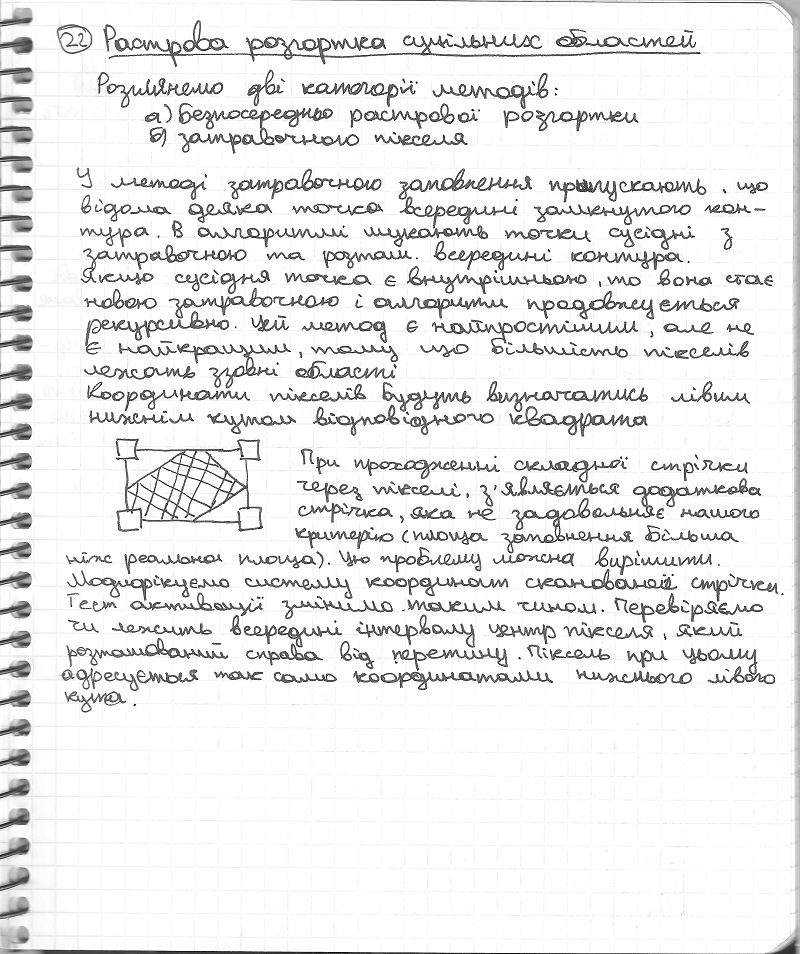 22 Растрова розгортка суцільних областей
Розглянемо дві категорії методів:
а) Безпосередньо растрової розгортки
б) затравочного пікселя
У методі затравочного заповнення припускають, що
відома деяка точка всередині замкнутого кон-
тура. В алгоритмі шукають точки сусідні з
затравочною та розташ. всередині контура.
Якщо сусідня точка є внутрішньою, то вона стає
новою затравочною і алгоритм продовжується
рекурсивно. Цей метод є найпростішим, але не
є найкращим, тому що більшість пікселів
лежать ззовні області
Координати пікселів будуть визначатись лівим
нижнім кутом відповідного квадрата
При проходженні складної стрічки
через пікселі, з'являється додаткова
стрічка, яка не задовольняє нашого
критерію (площа заповнення більша
ніж реальної площа). Цю проблему можна вирішити.
Модифікуємо систему координат сканованої стрічки.
Тест активації змінимо таким чином. Перевіряємо
чи лежить всередині інтервалу центр пікселя, який
розташований справа від перетину. Піксель при цьому
адресується так само координатами нижнього лівого
кута.